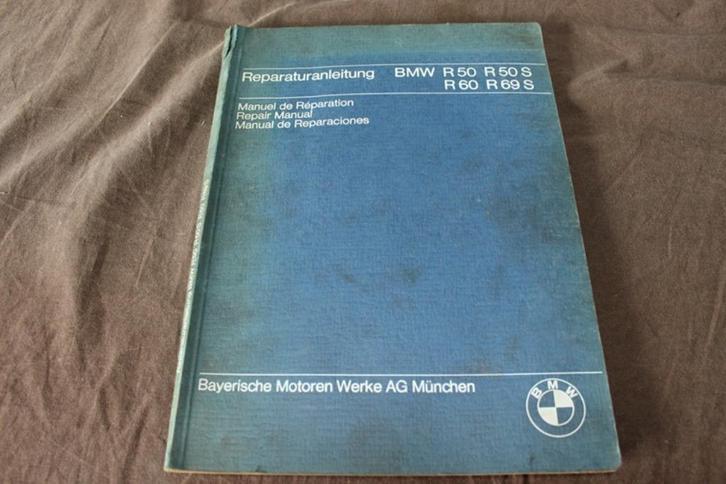 Reparaturanleitung BMW R 50 R 50 S
R 60 R 69 S
Manuel de Réparation
Repair Manual
Manual de Reparaciones
Bayerische Motoren Werke AG München
BMW